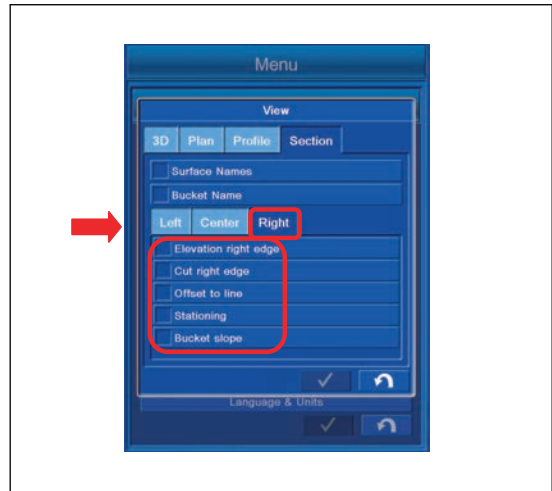 Menu
View
3D Plan Profile Section
Surface Names
Bucket Name
Left Center Right
Elevation right edge
Cut right edge
Offset to line
Stationing
Bucket slope
Language & Units